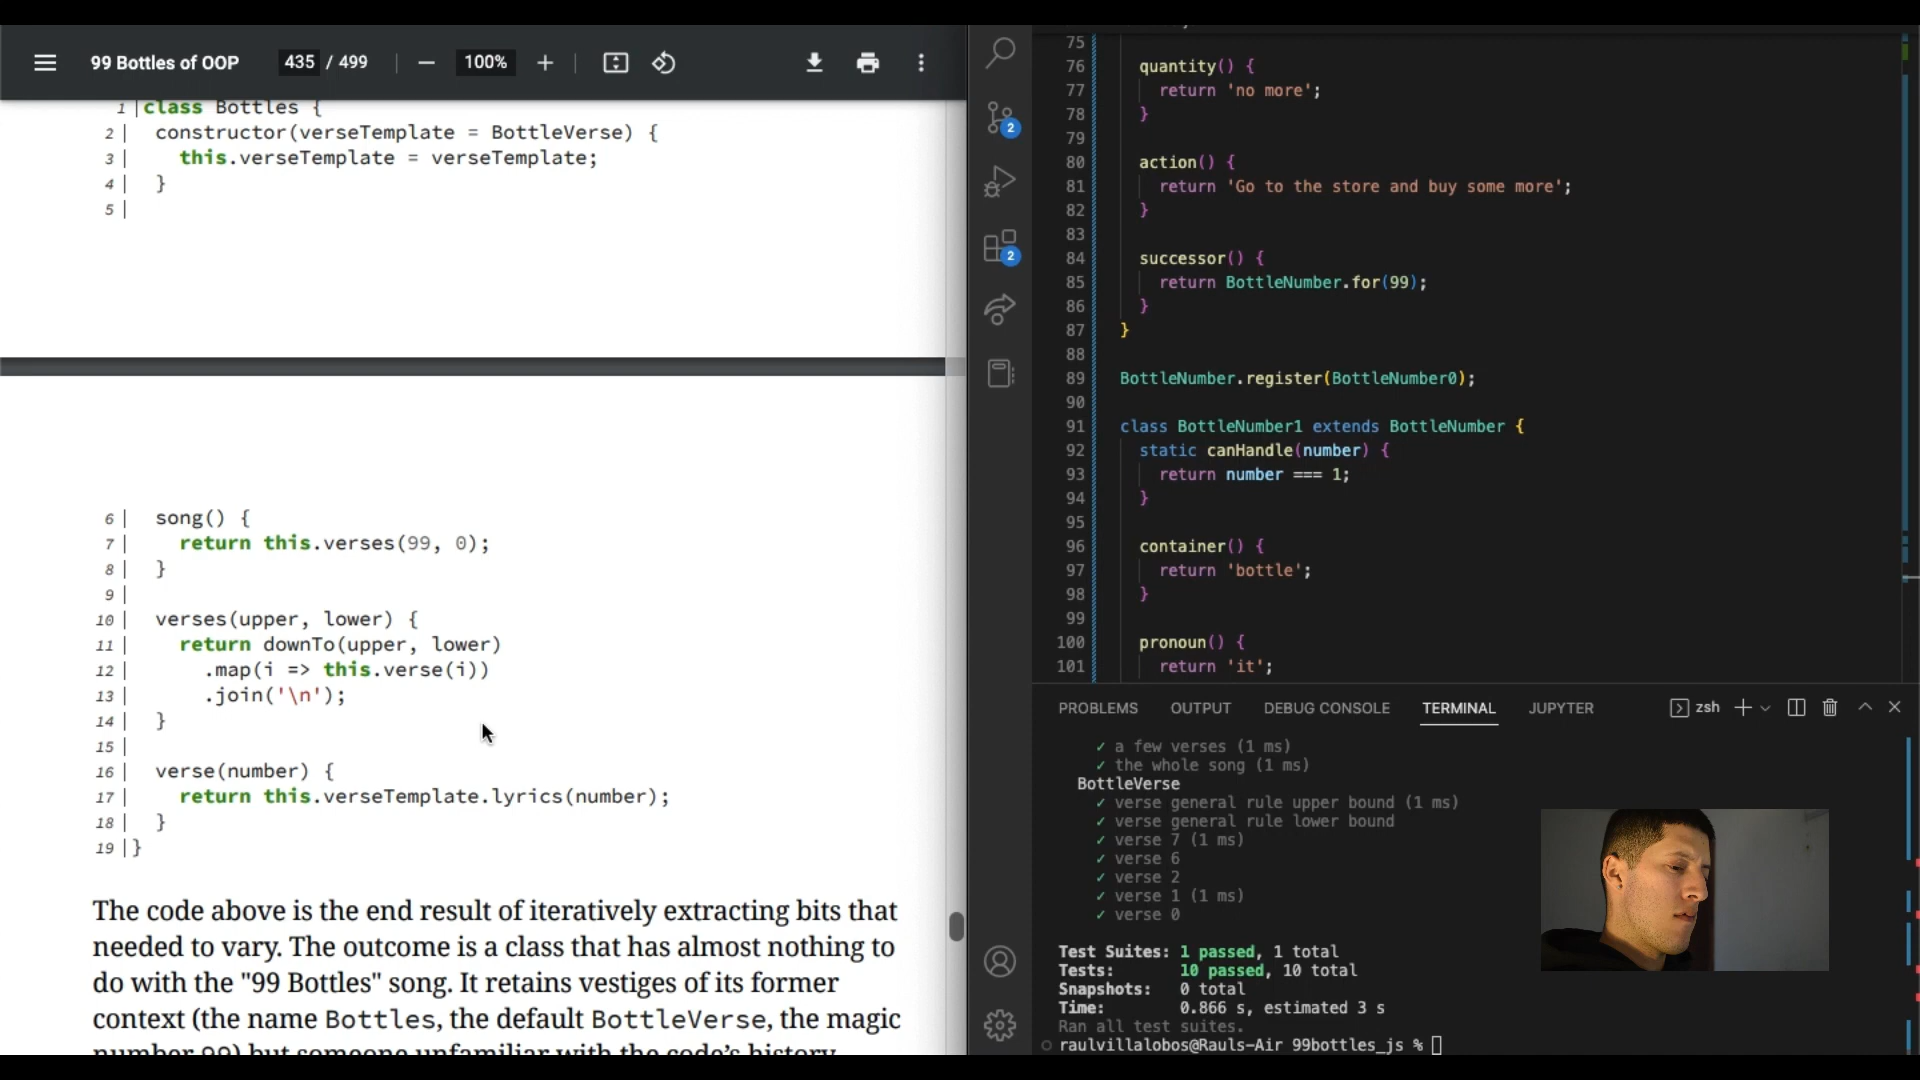 99 Bottles of OOP
435 / 499
100%
1 | class Bottles {
2 | constructor(verseTemplate = BottleVerse) {
3 | this.verseTemplate = verseTemplate;
4 | }
5 |
6 | song() {
7 | return this.verses(99, 0);
8 | }
9 |
10 | verses(upper, lower) {
11 | return downTo(upper, lower)
12 | .map(i => this.verse(i))
13 | .join('\n');
14 | }
15 |
16 | verse(number) {
17 | return this.verseTemplate.lyrics(number);
18 | }
19 |}
The code above is the end result of iteratively extracting bits that
needed to vary. The outcome is a class that has almost nothing to
do with the "99 Bottles" song. It retains vestiges of its former
context (the name Bottles, the default BottleVerse, the magic
number 99) but someone unfamiliar with the code's history
2
2
75
76 quantity() {
77 return 'no more';
78 }
79
80 action() {
81 return 'Go to the store and buy some more';
82 }
83
84 successor() {
85 return BottleNumber.for(99);
86 }
87 }
88
89 BottleNumber.register(BottleNumber0);
90
91 class BottleNumber1 extends BottleNumber {
92 static canHandle(number) {
93 return number === 1;
94 }
95
96 container() {
97 return 'bottle';
98 }
99
100 pronoun() {
101 return 'it';
PROBLEMS OUTPUT DEBUG CONSOLE TERMINAL JUPYTER zsh
✓ a few verses (1 ms)
✓ the whole song (1 ms)
BottleVerse
✓ verse general rule upper bound (1 ms)
✓ verse general rule lower bound
✓ verse 7 (1 ms)
✓ verse 6
✓ verse 2
✓ verse 1 (1 ms)
✓ verse 0
Test Suites: 1 passed, 1 total
Tests: 10 passed, 10 total
Snapshots: 0 total
Time: 0.866 s, estimated 3 s
Ran all test suites.
raulvillalobos@Rauls-Air 99bottles_js %